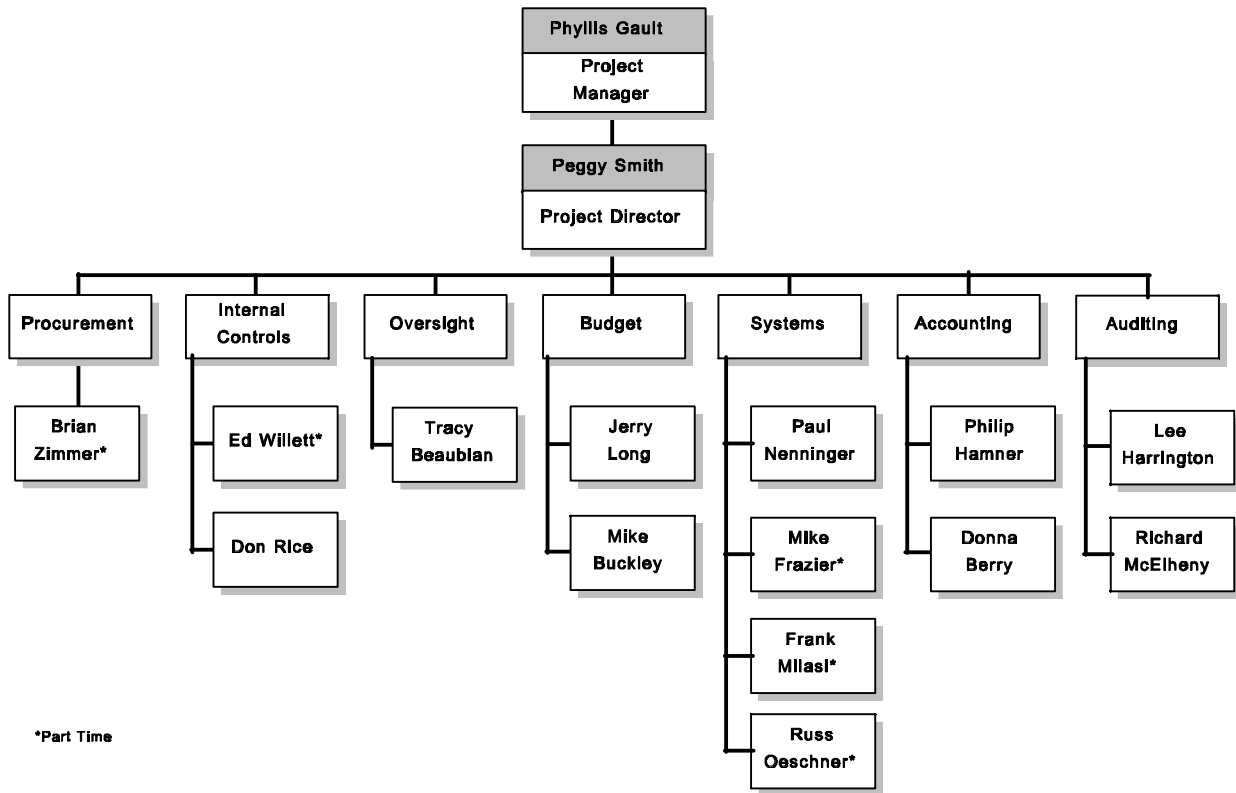 Phyllis Gault
Project
Manager
Peggy Smith
Project Director
Procurement
Internal
Controls
Oversight
Budget
Systems
Accounting
Auditing
Brian
Zimmer*
Ed Willett*
Don Rice
Tracy
Beaubian
Jerry
Long
Mike
Buckley
Paul
Nenninger
Mike
Frazier*
Frank
Milasi*
Russ
Oeschner*
Philip
Hamner
Donna
Berry
Lee
Harrington
Richard
McElheny
*Part Time